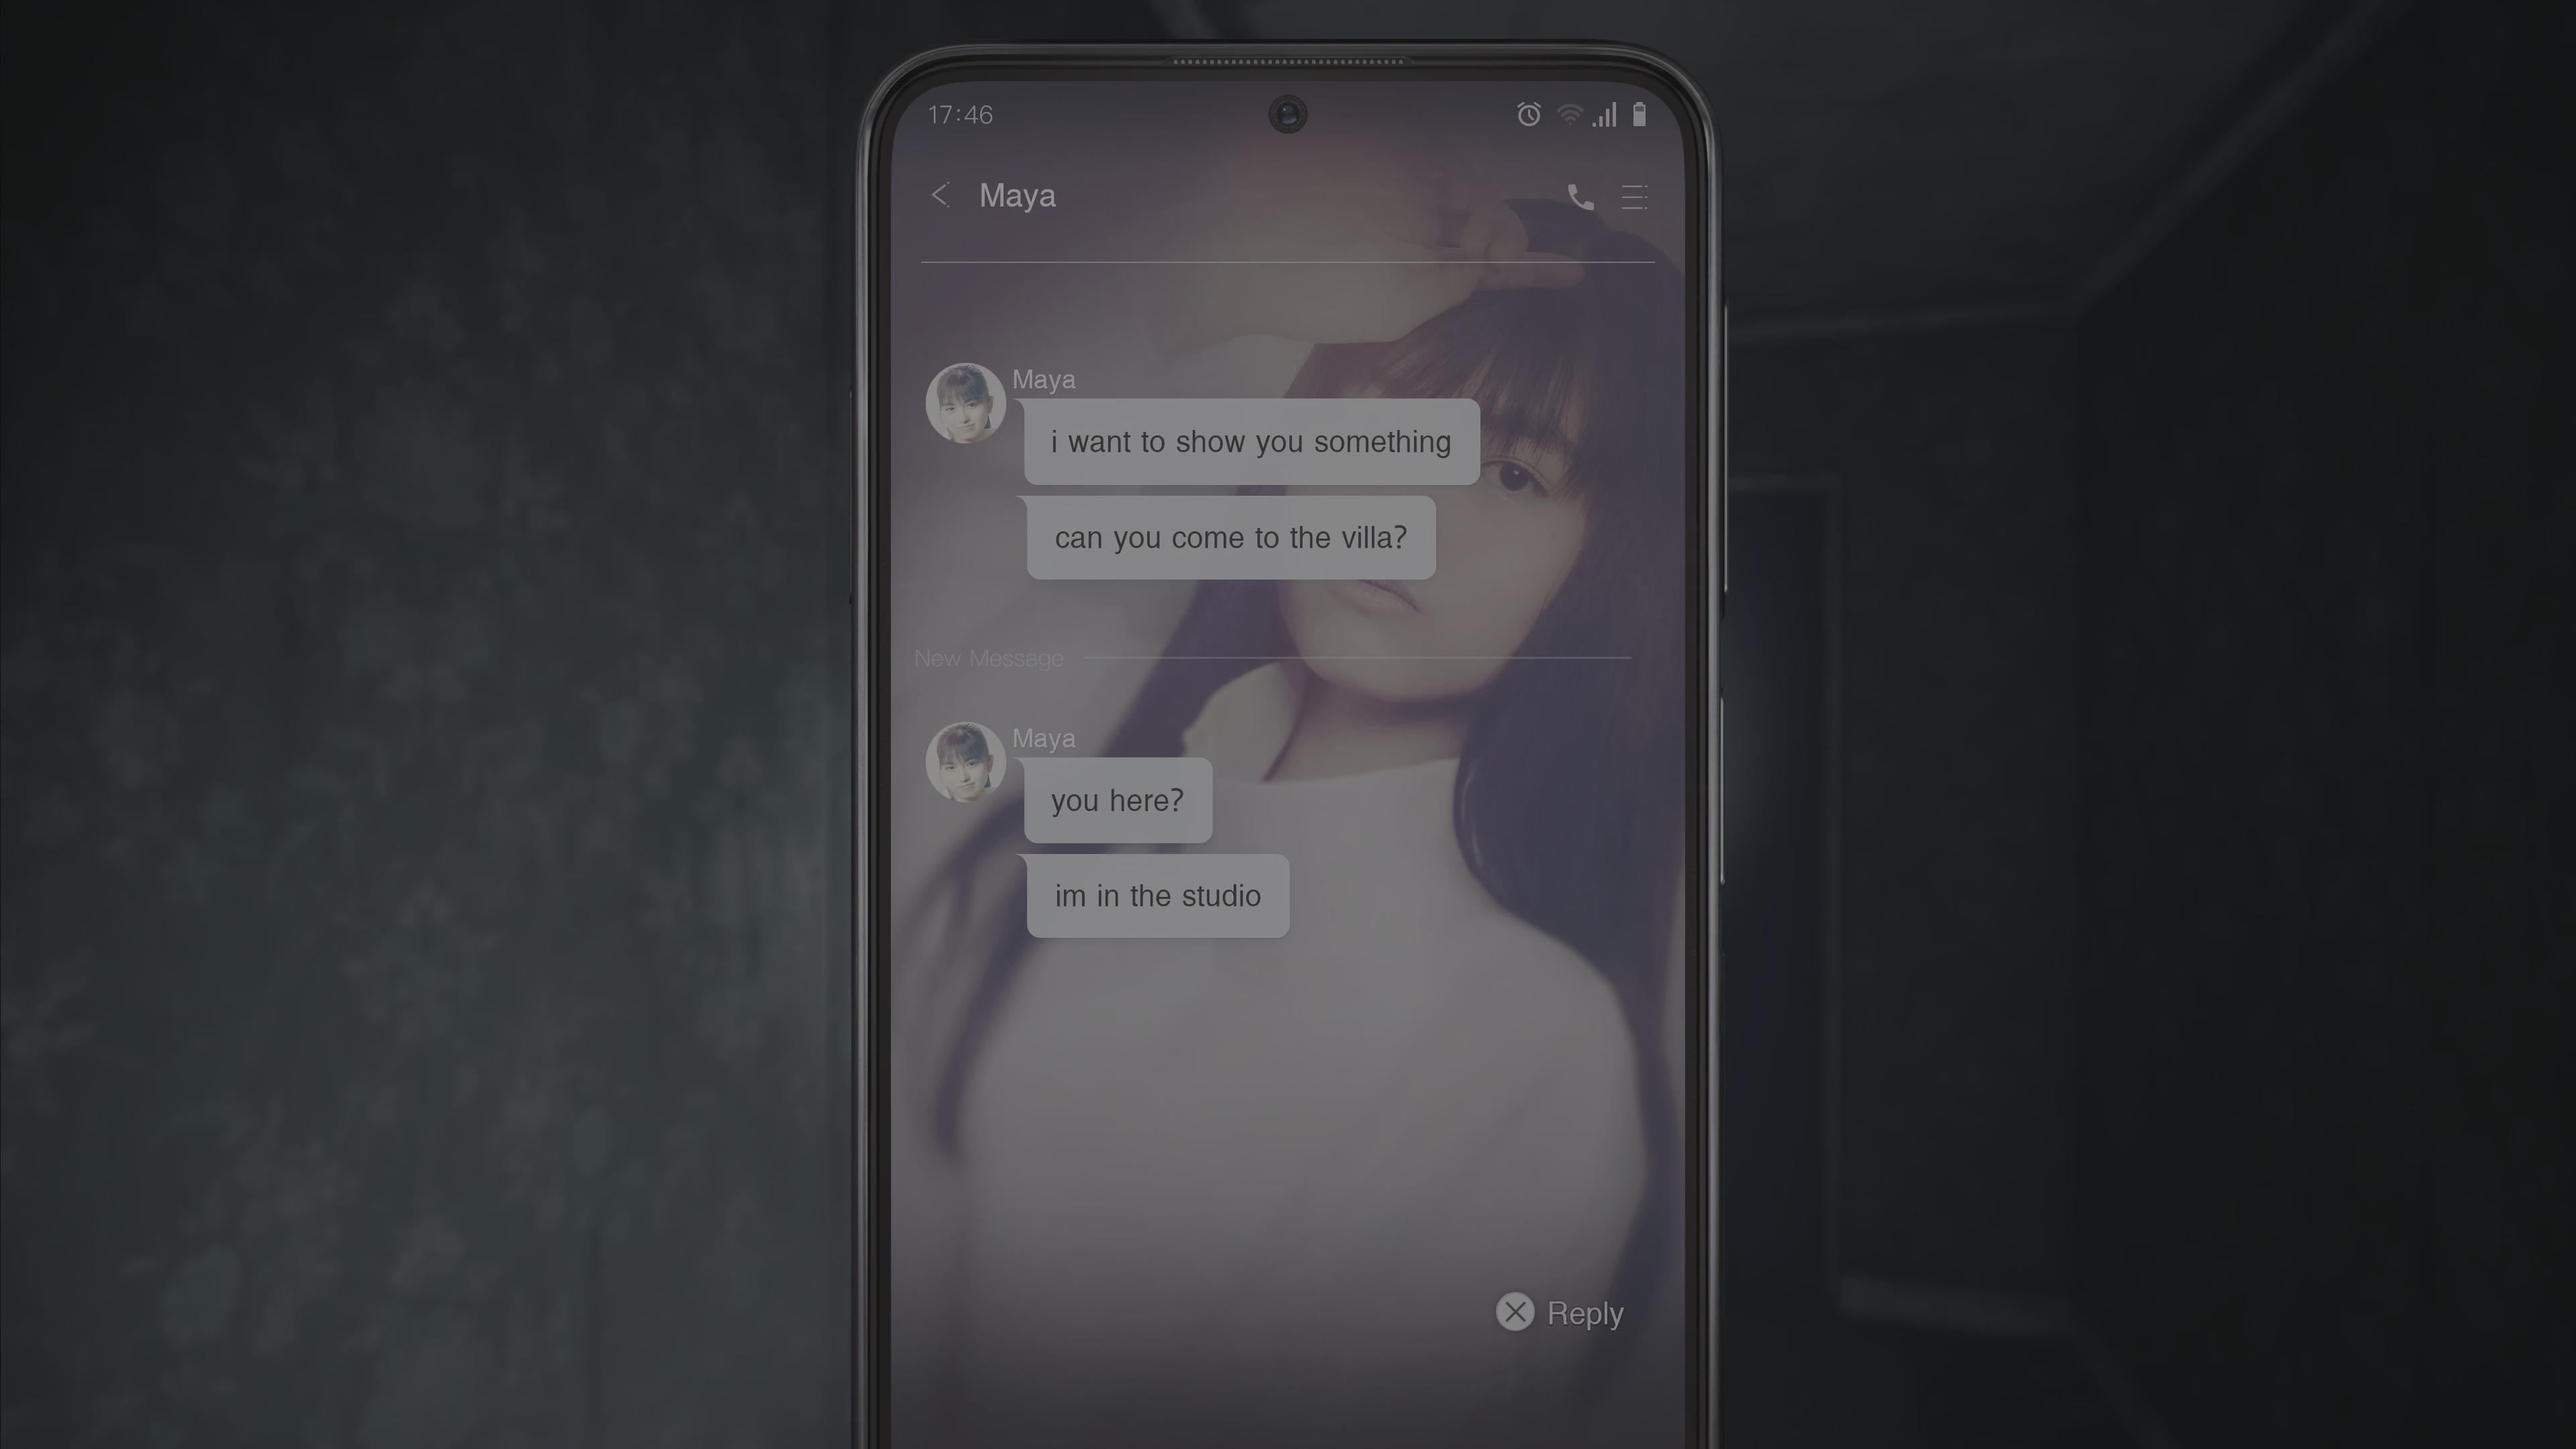 17:46
Maya
Maya
i want to show you something
can you come to the villa?
New Message
Maya
you here?
im in the studio
Reply